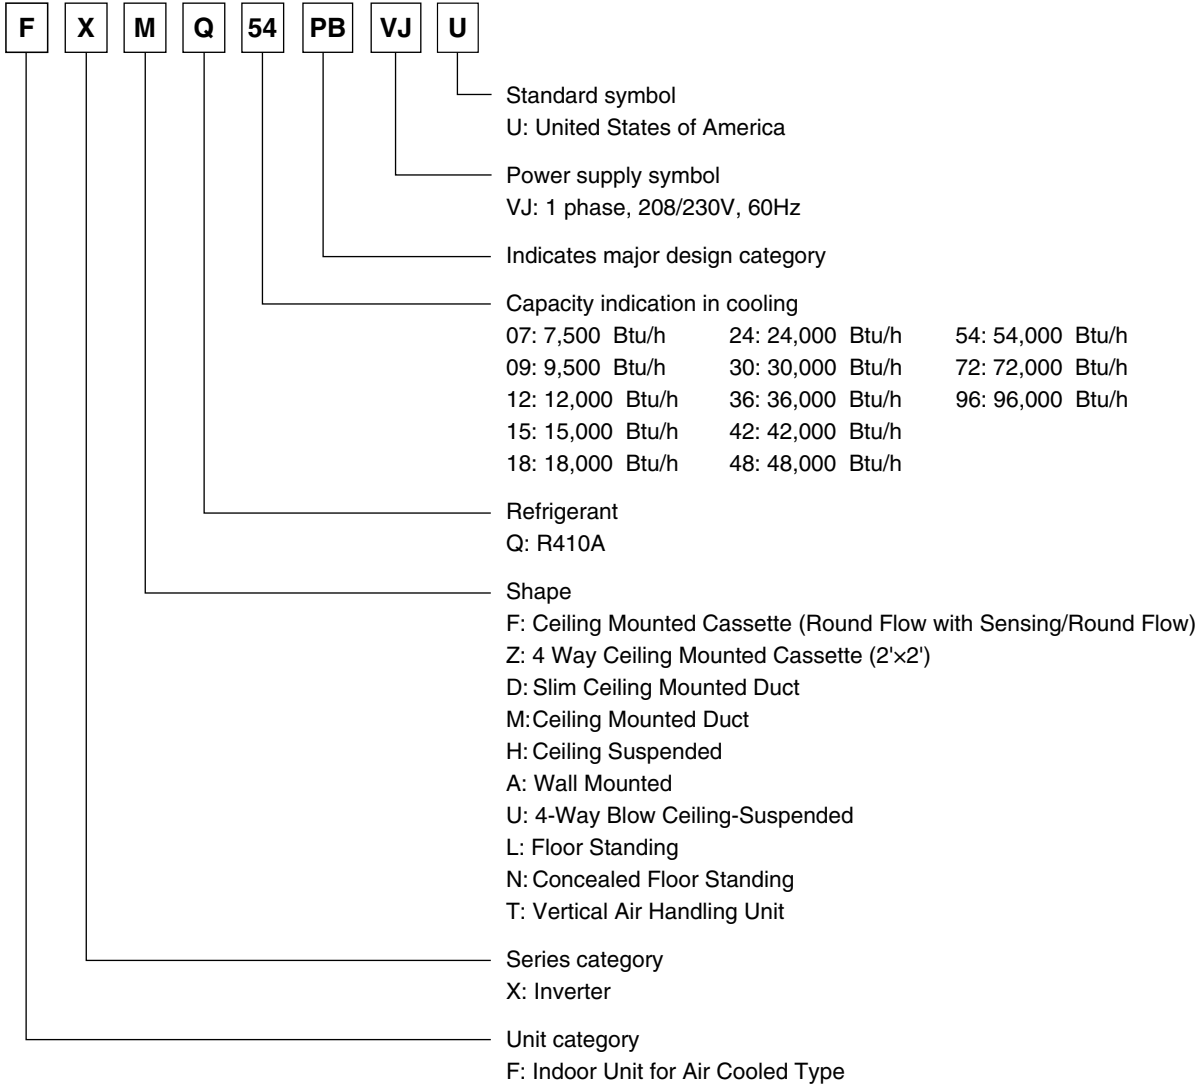 F X M Q 54 PB VJ U
Standard symbol
U: United States of America
Power supply symbol
VJ: 1 phase, 208/230V, 60Hz
Indicates major design category
Capacity indication in cooling
07: 7,500 Btu/h 24: 24,000 Btu/h 54: 54,000 Btu/h
09: 9,500 Btu/h 30: 30,000 Btu/h 72: 72,000 Btu/h
12: 12,000 Btu/h 36: 36,000 Btu/h 96: 96,000 Btu/h
15: 15,000 Btu/h 42: 42,000 Btu/h
18: 18,000 Btu/h 48: 48,000 Btu/h
Refrigerant
Q: R410A
Shape
F: Ceiling Mounted Cassette (Round Flow with Sensing/Round Flow)
Z: 4 Way Ceiling Mounted Cassette (2'×2')
D: Slim Ceiling Mounted Duct
M: Ceiling Mounted Duct
H: Ceiling Suspended
A: Wall Mounted
U: 4-Way Blow Ceiling-Suspended
L: Floor Standing
N: Concealed Floor Standing
T: Vertical Air Handling Unit
Series category
X: Inverter
Unit category
F: Indoor Unit for Air Cooled Type